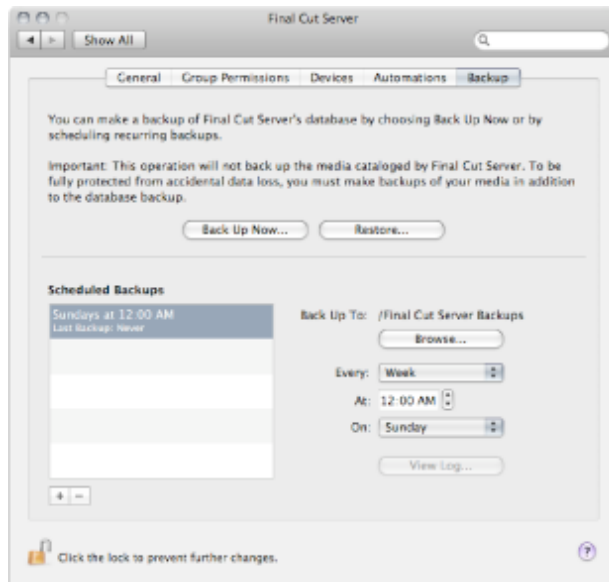 Final Cut Server
Show All
General Group Permissions Devices Automations Backup
You can make a backup of Final Cut Server's database by choosing Back Up Now or by
scheduling recurring backups.
Important: This operation will not back up the media cataloged by Final Cut Server. To be
fully protected from accidental data loss, you must make backups of your media in addition
to the database backup.
Back Up Now... Restore...
Scheduled Backups
Sundays at 12:00 AM
Last Backup: Never
Back Up To: /Final Cut Server Backups
Browse...
Every: Week
At: 12:00 AM
On: Sunday
View Log...
+ −
Click the lock to prevent further changes.
?